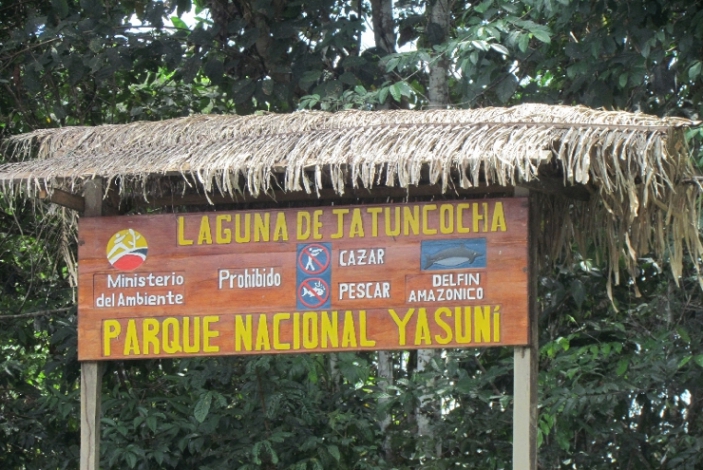 LAGUNA DE JATUNCOCHA
Ministerio
del Ambiente
Prohibido
CAZAR
PESCAR
DELFIN
AMAZONICO
PARQUE NACIONAL YASUNÍ